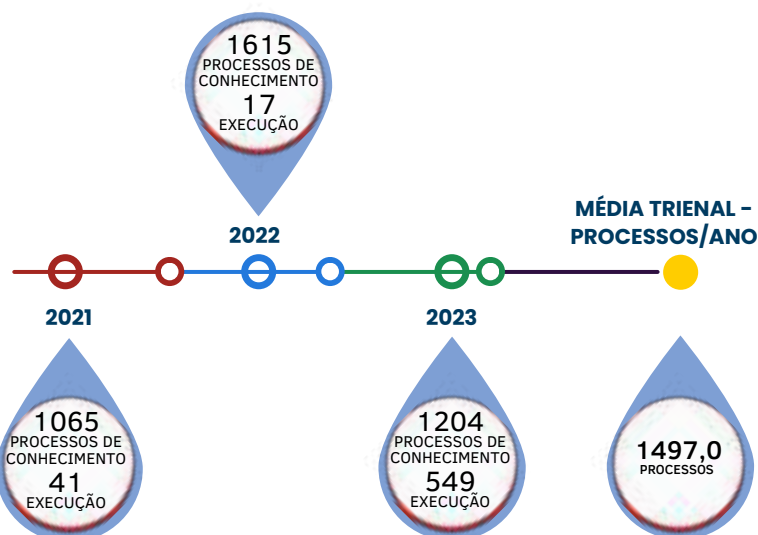 1615
PROCESSOS DE
CONHECIMENTO
17
EXECUÇÃO
2022
MÉDIA TRIENAL -
PROCESSOS/ANO
2021
2023
1065
PROCESSOS DE
CONHECIMENTO
41
EXECUÇÃO
1204
PROCESSOS DE
CONHECIMENTO
549
EXECUÇÃO
1497,0
PROCESSOS